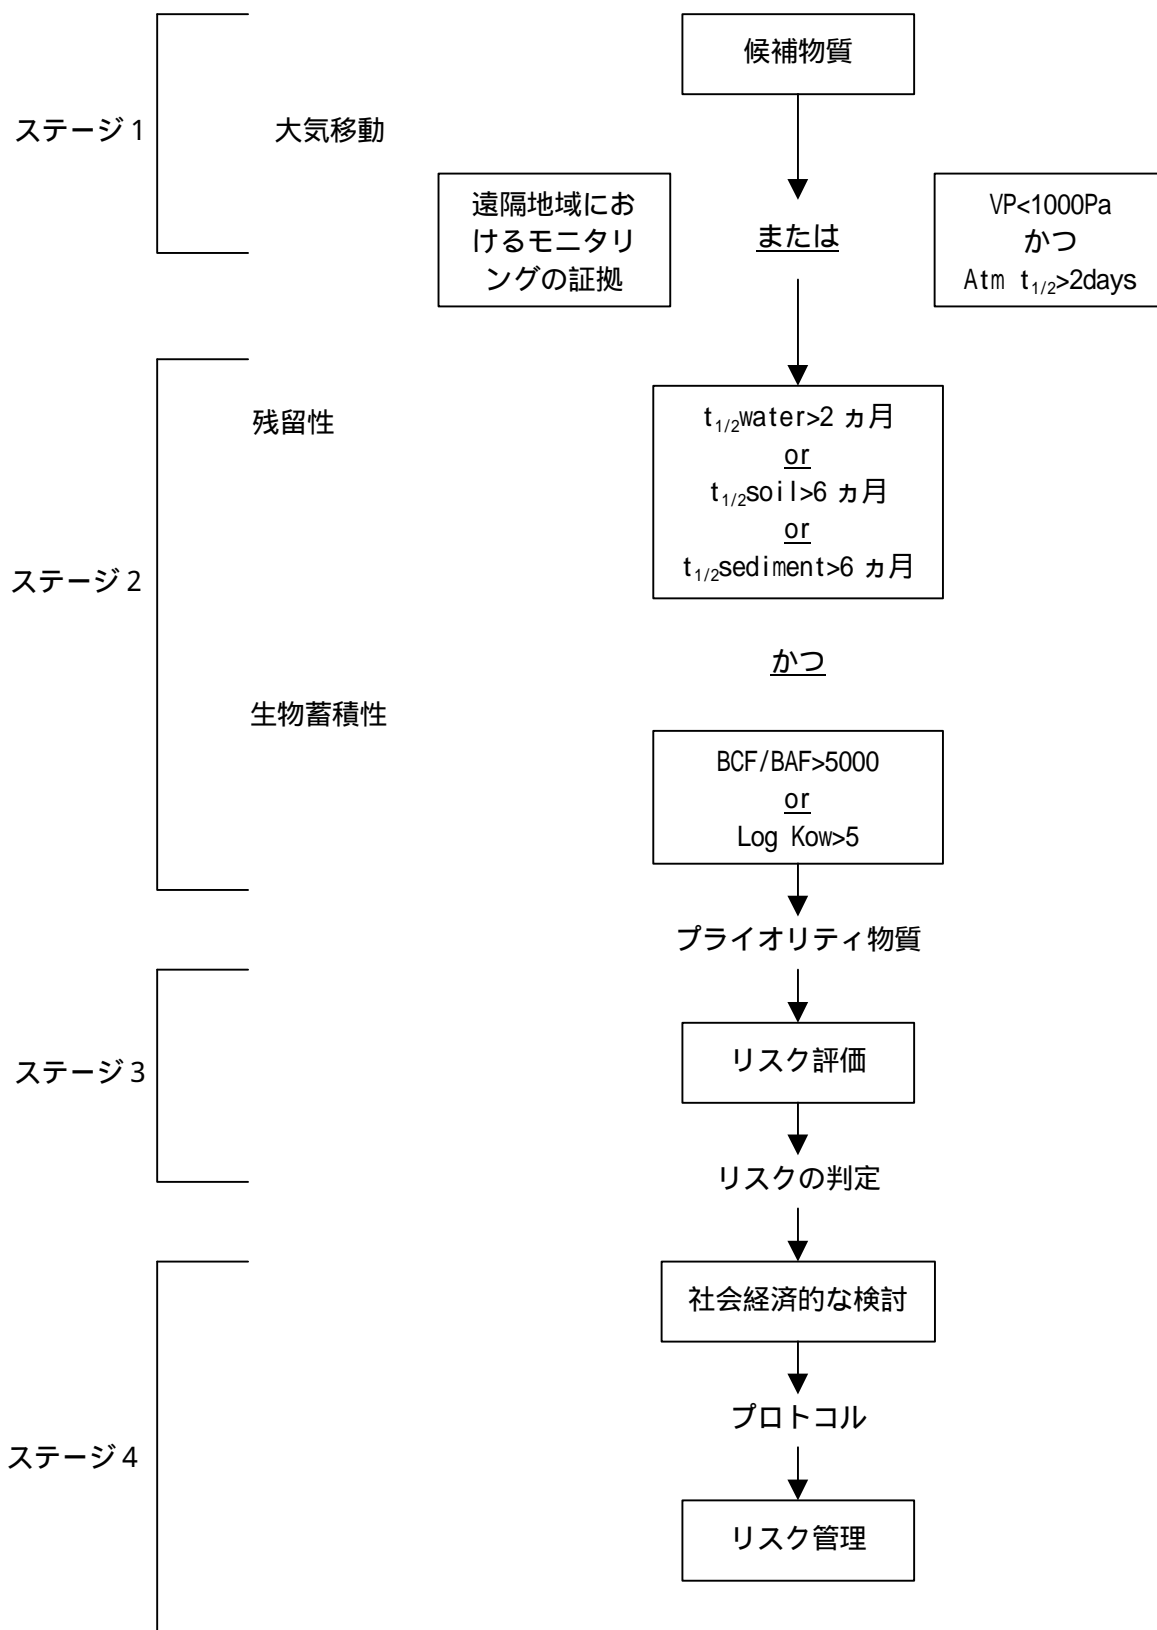 候補物質
ステージ1
大気移動
遠隔地域にお
けるモニタリ
ングの証拠
または
VP<1000Pa
かつ
Atm t1/2>2days
ステージ2
残留性
t1/2water>2 ヵ月
or
t1/2soil>6 ヵ月
or
t1/2sediment>6 ヵ月
かつ
生物蓄積性
BCF/BAF>5000
or
Log Kow>5
プライオリティ物質
ステージ3
リスク評価
リスクの判定
ステージ4
社会経済的な検討
プロトコル
リスク管理